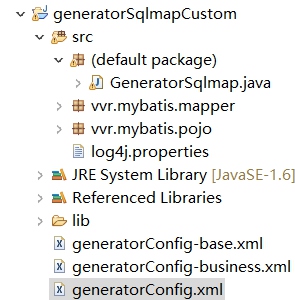 generatorSqlmapCustom
src
(default package)
GeneratorSqlmap.java
vvr.mybatis.mapper
vvr.mybatis.pojo
log4j.properties
JRE System Library [JavaSE-1.6]
Referenced Libraries
lib
generatorConfig-base.xml
generatorConfig-business.xml
generatorConfig.xml